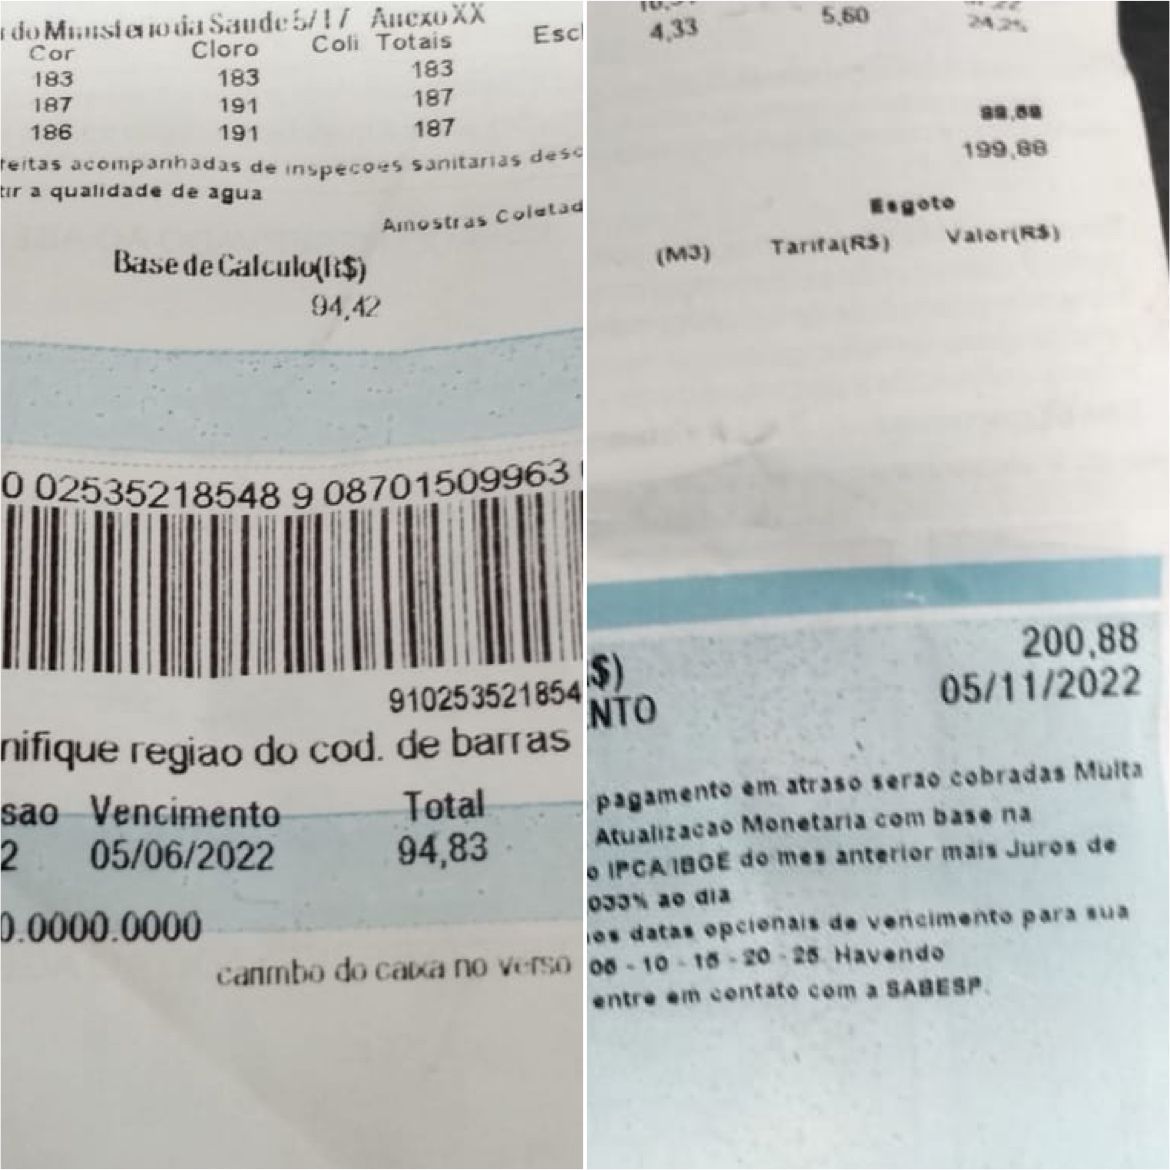 do Ministerio da Saude 5/17 Anexo XX
Cor Cloro Coli Totais Escl
183 183 183
187 191 187
186 191 187
feitas acompanhadas de inspecoes sanitarias desc
tir a qualidade de agua
Amostras Coletad
Base de Calculo(R$)
94,42
0 02535218548 9 08701509963
910253521854
nifique regiao do cod. de barras
sao Vencimento Total
2 05/06/2022 94,83
0.0000.0000
carimbo do caixa no verso
4,33 5,60 24,25
199,88
Esgoto
(M3) Tarifa(R$) Valor(R$)
$) 200,88
NTO 05/11/2022
pagamento em atraso serao cobradas Multa
Atualizacao Monetaria com base na
o IPCA/IBGE do mes anterior mais Juros de
033% ao dia
os datas opcionais de vencimento para sua
- 10 - 15 - 20 - 25. Havendo
entre em contato com a SABESP.